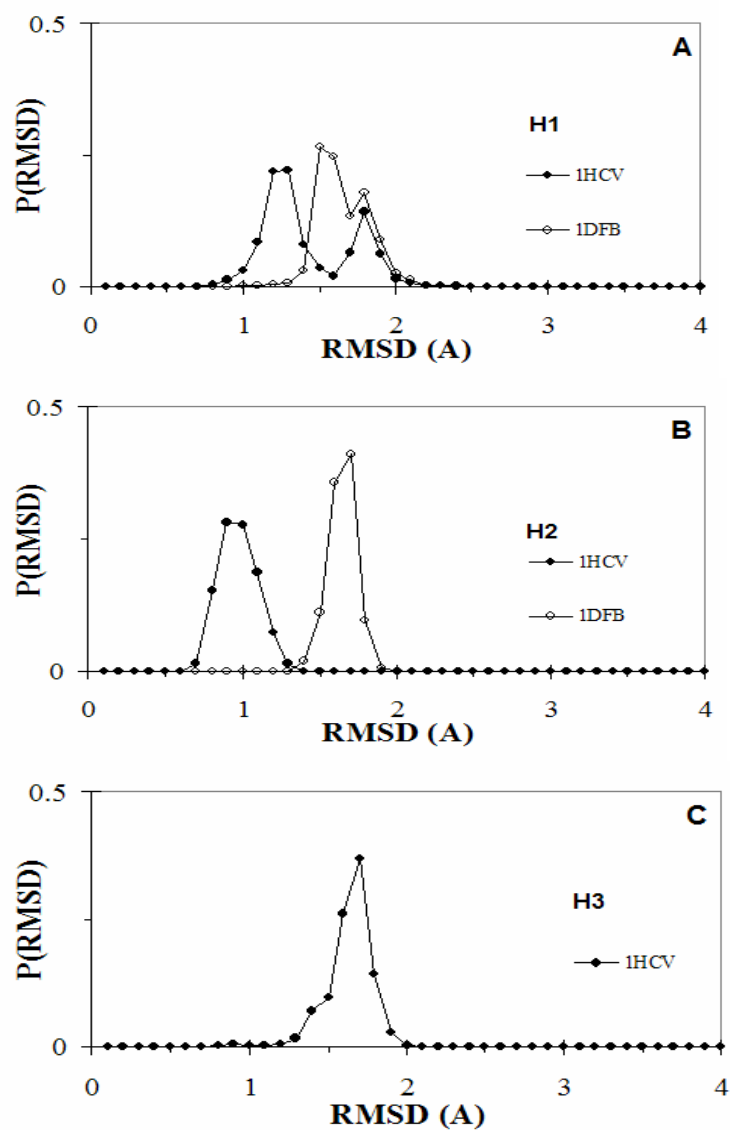 0.5
A
P(RMSD)
H1
1HCV
1DFB
0
0 1 2 3 4
RMSD (A)
0.5
B
P(RMSD)
H2
1HCV
1DFB
0
0 1 2 3 4
RMSD (A)
0.5
C
P(RMSD)
H3
1HCV
0
0 1 2 3 4
RMSD (A)